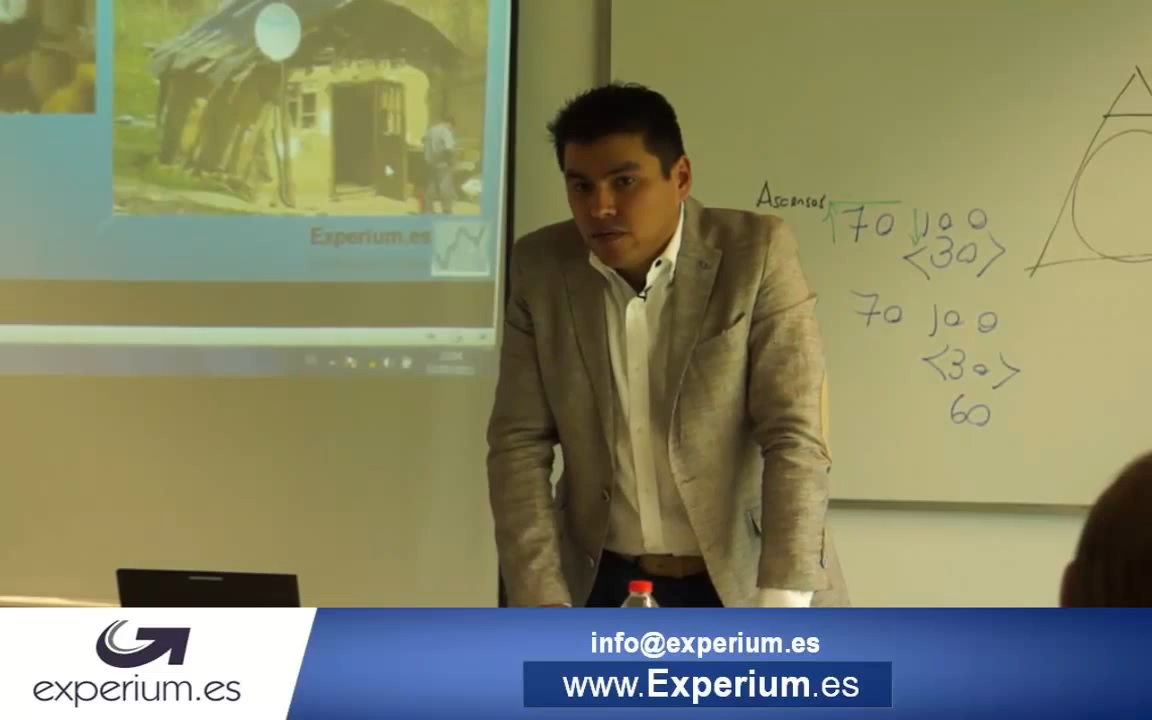 Experium.es
Ascensos 70 100
<30>
70 100
<30>
60
experium.es
info@experium.es
www.Experium.es